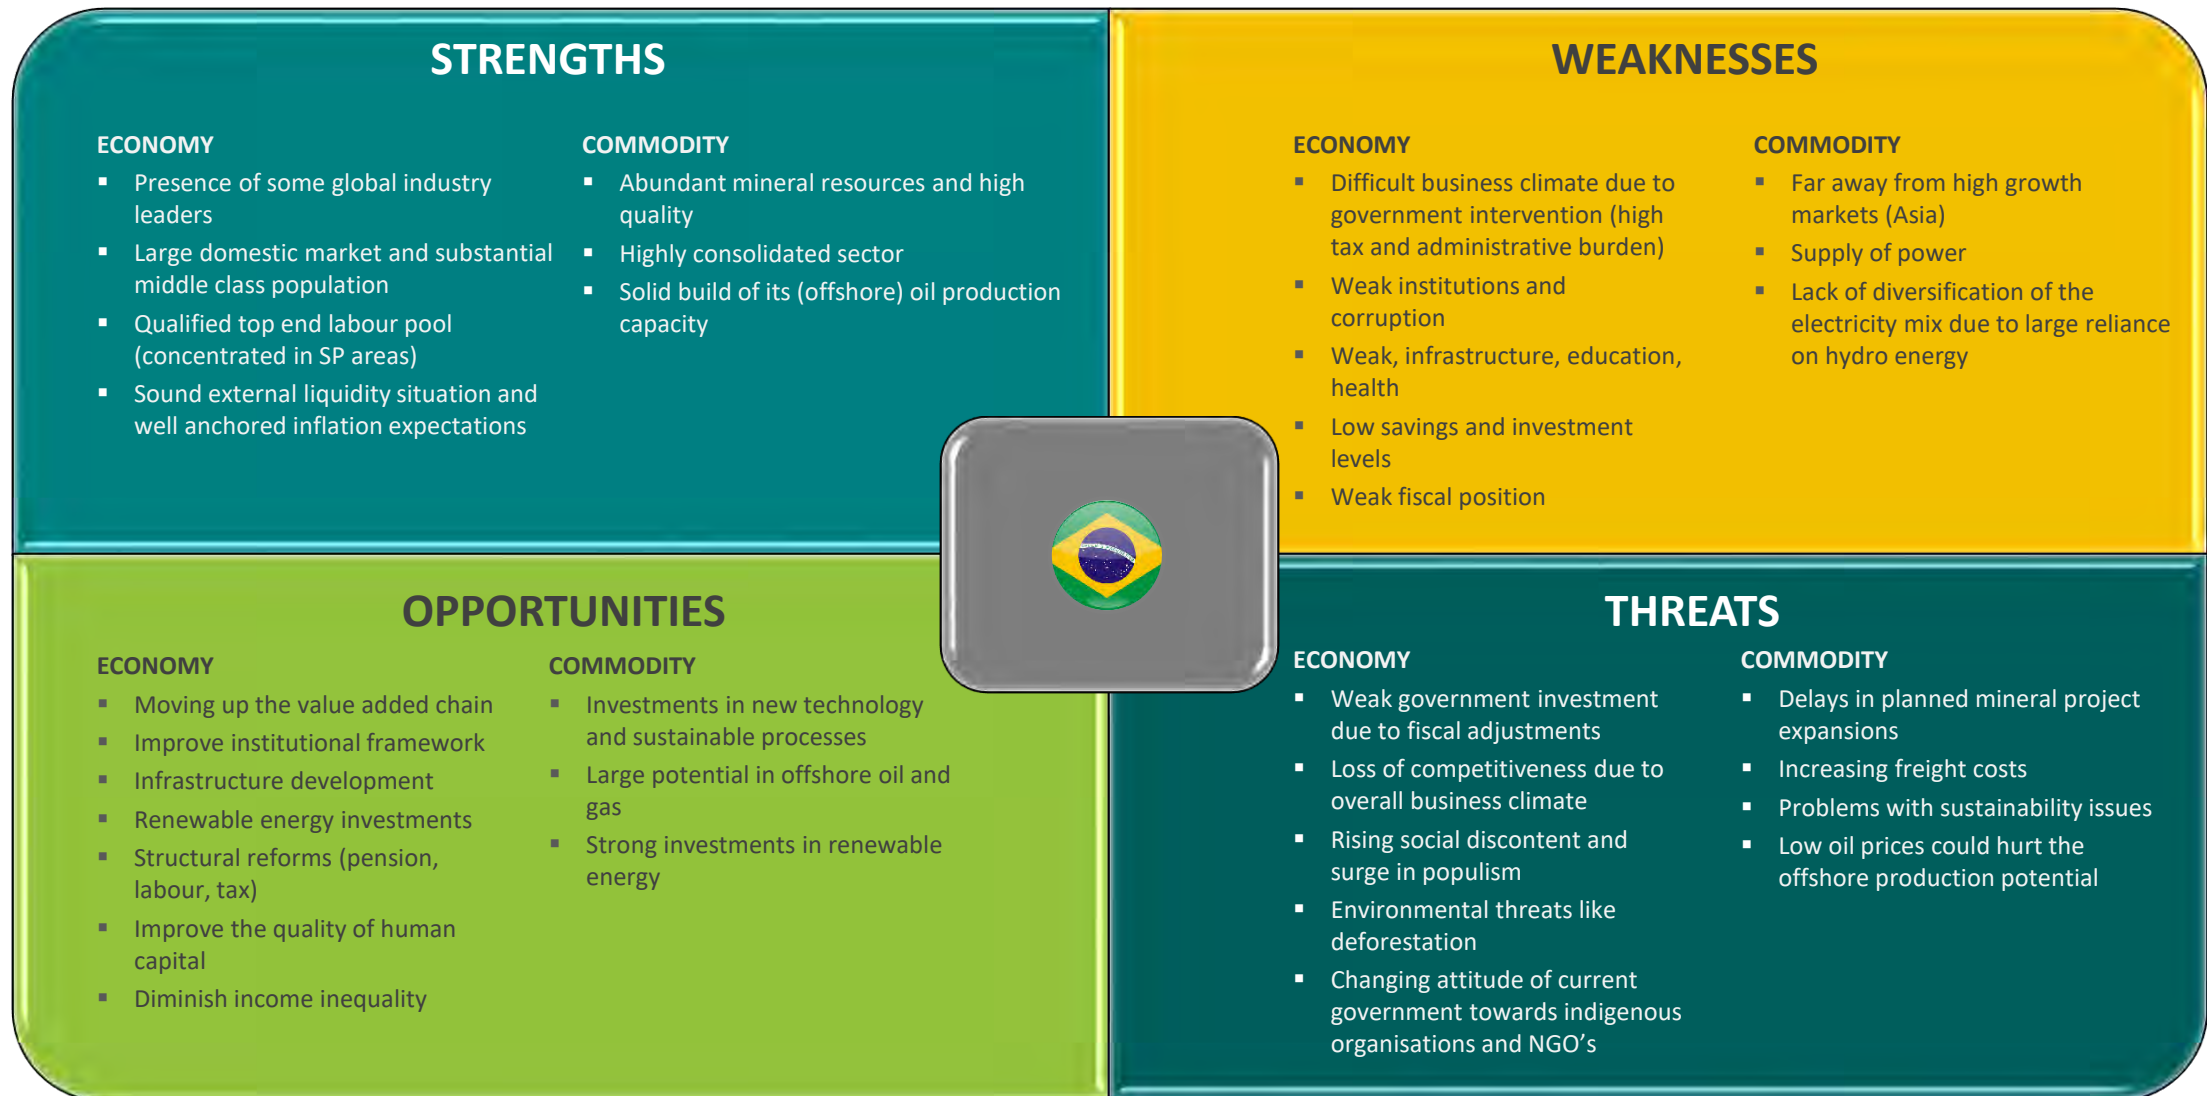 STRENGTHS
ECONOMY
▪ Presence of some global industry
leaders
▪ Large domestic market and substantial
middle class population
▪ Qualified top end labour pool
(concentrated in SP areas)
▪ Sound external liquidity situation and
well anchored inflation expectations
COMMODITY
▪ Abundant mineral resources and high
quality
▪ Highly consolidated sector
▪ Solid build of its (offshore) oil production
capacity
WEAKNESSES
ECONOMY
▪ Difficult business climate due to
government intervention (high
tax and administrative burden)
▪ Weak institutions and
corruption
▪ Weak, infrastructure, education,
health
▪ Low savings and investment
levels
▪ Weak fiscal position
COMMODITY
▪ Far away from high growth
markets (Asia)
▪ Supply of power
▪ Lack of diversification of the
electricity mix due to large reliance
on hydro energy
OPPORTUNITIES
ECONOMY
▪ Moving up the value added chain
▪ Improve institutional framework
▪ Infrastructure development
▪ Renewable energy investments
▪ Structural reforms (pension,
labour, tax)
▪ Improve the quality of human
capital
▪ Diminish income inequality
COMMODITY
▪ Investments in new technology
and sustainable processes
▪ Large potential in offshore oil and
gas
▪ Strong investments in renewable
energy
THREATS
ECONOMY
▪ Weak government investment
due to fiscal adjustments
▪ Loss of competitiveness due to
overall business climate
▪ Rising social discontent and
surge in populism
▪ Environmental threats like
deforestation
▪ Changing attitude of current
government towards indigenous
organisations and NGO’s
COMMODITY
▪ Delays in planned mineral project
expansions
▪ Increasing freight costs
▪ Problems with sustainability issues
▪ Low oil prices could hurt the
offshore production potential